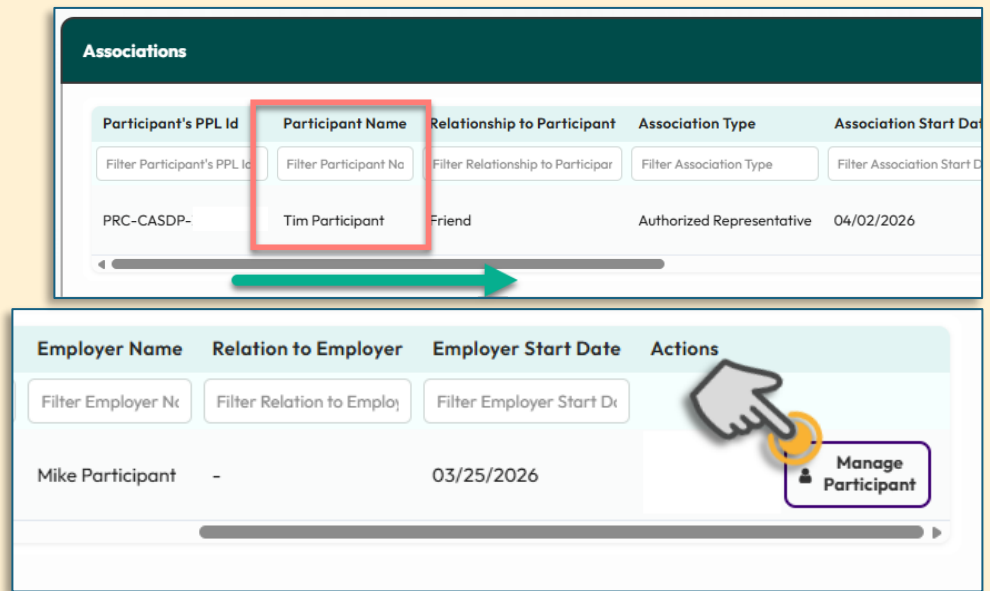 Associations
Participant's PPL Id Participant Name Relationship to Participant Association Type Association Start Dat
Filter Participant's PPL Id Filter Participant Na Filter Relationship to Participar Filter Association Type Filter Association Start D
PRC-CASDP- Tim Participant Friend Authorized Representative 04/02/2026
Employer Name Relation to Employer Employer Start Date Actions
Filter Employer Na Filter Relation to Employ Filter Employer Start Da
Mike Participant - 03/25/2026 Manage
Participant